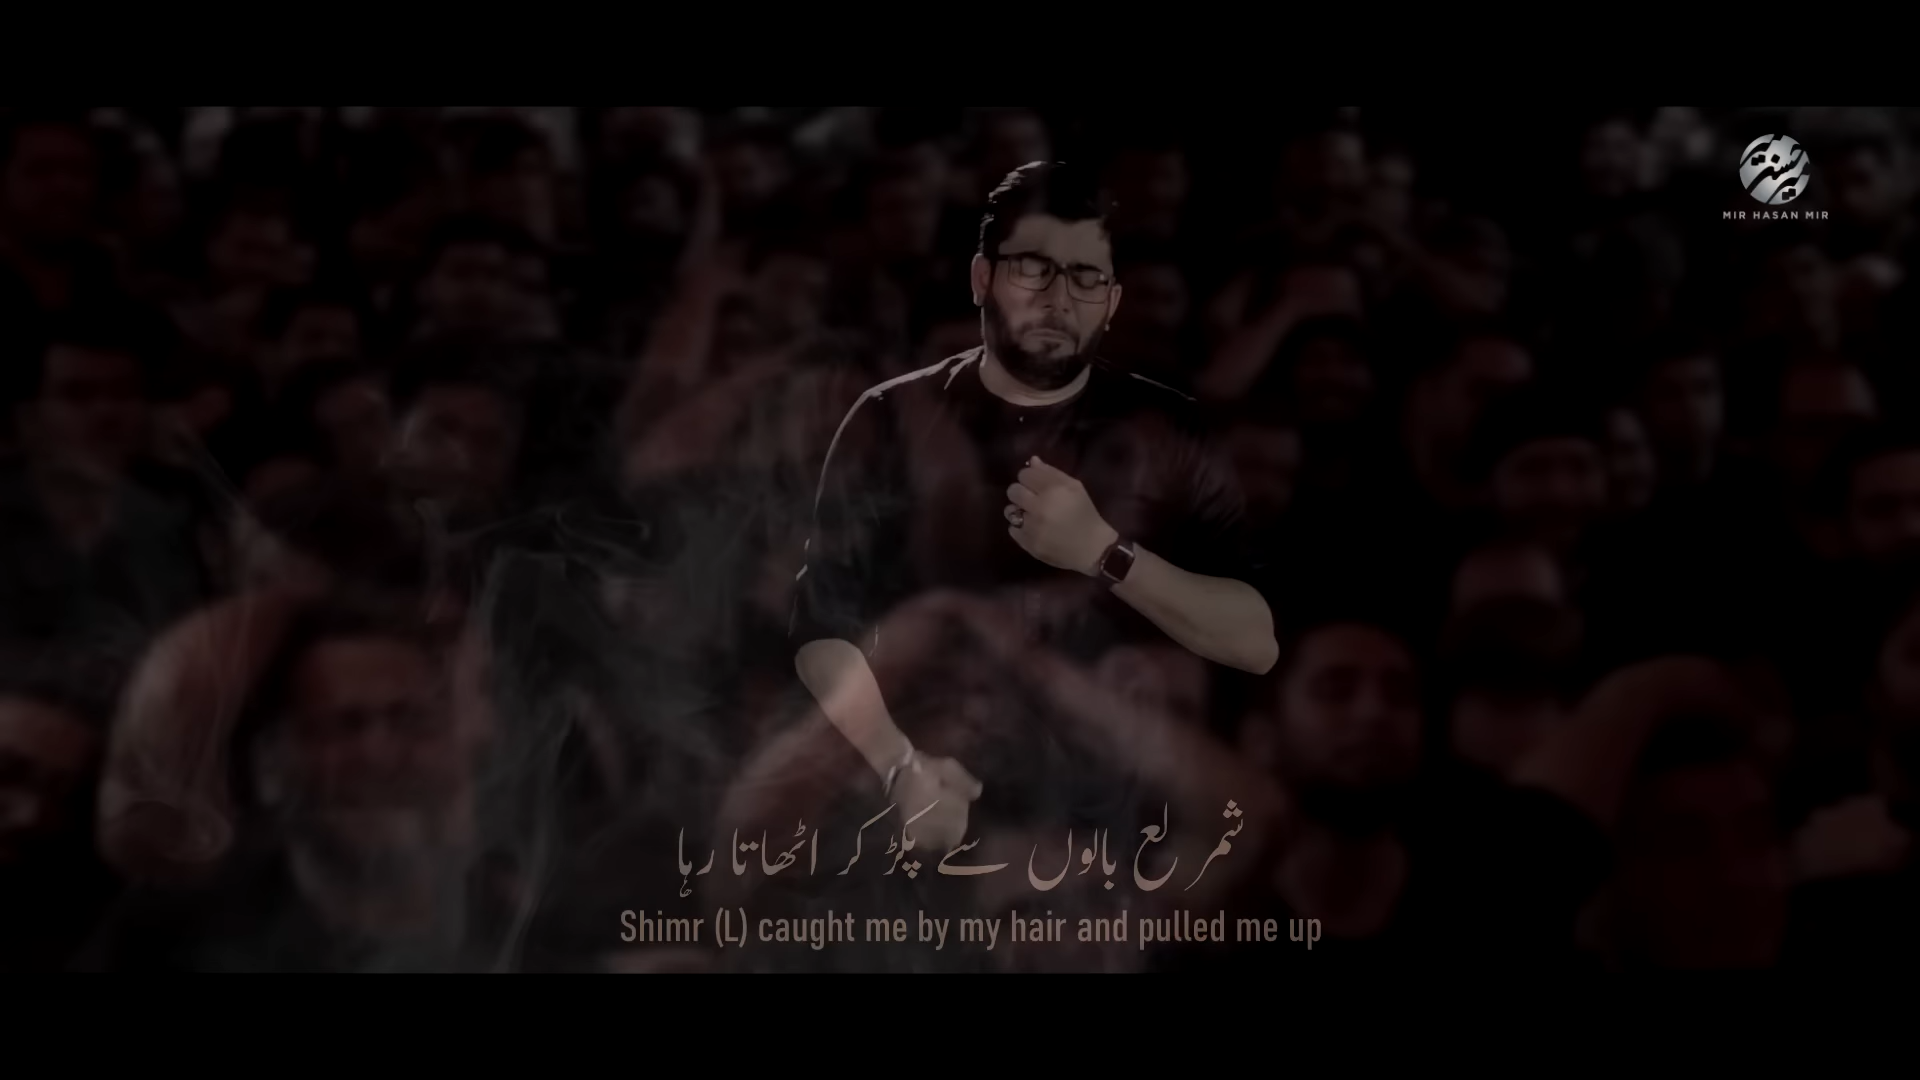 MIR HASAN MIR
شمر لع بالوں سے پکڑ کر اٹھاتا رہا
Shimr (L) caught me by my hair and pulled me up